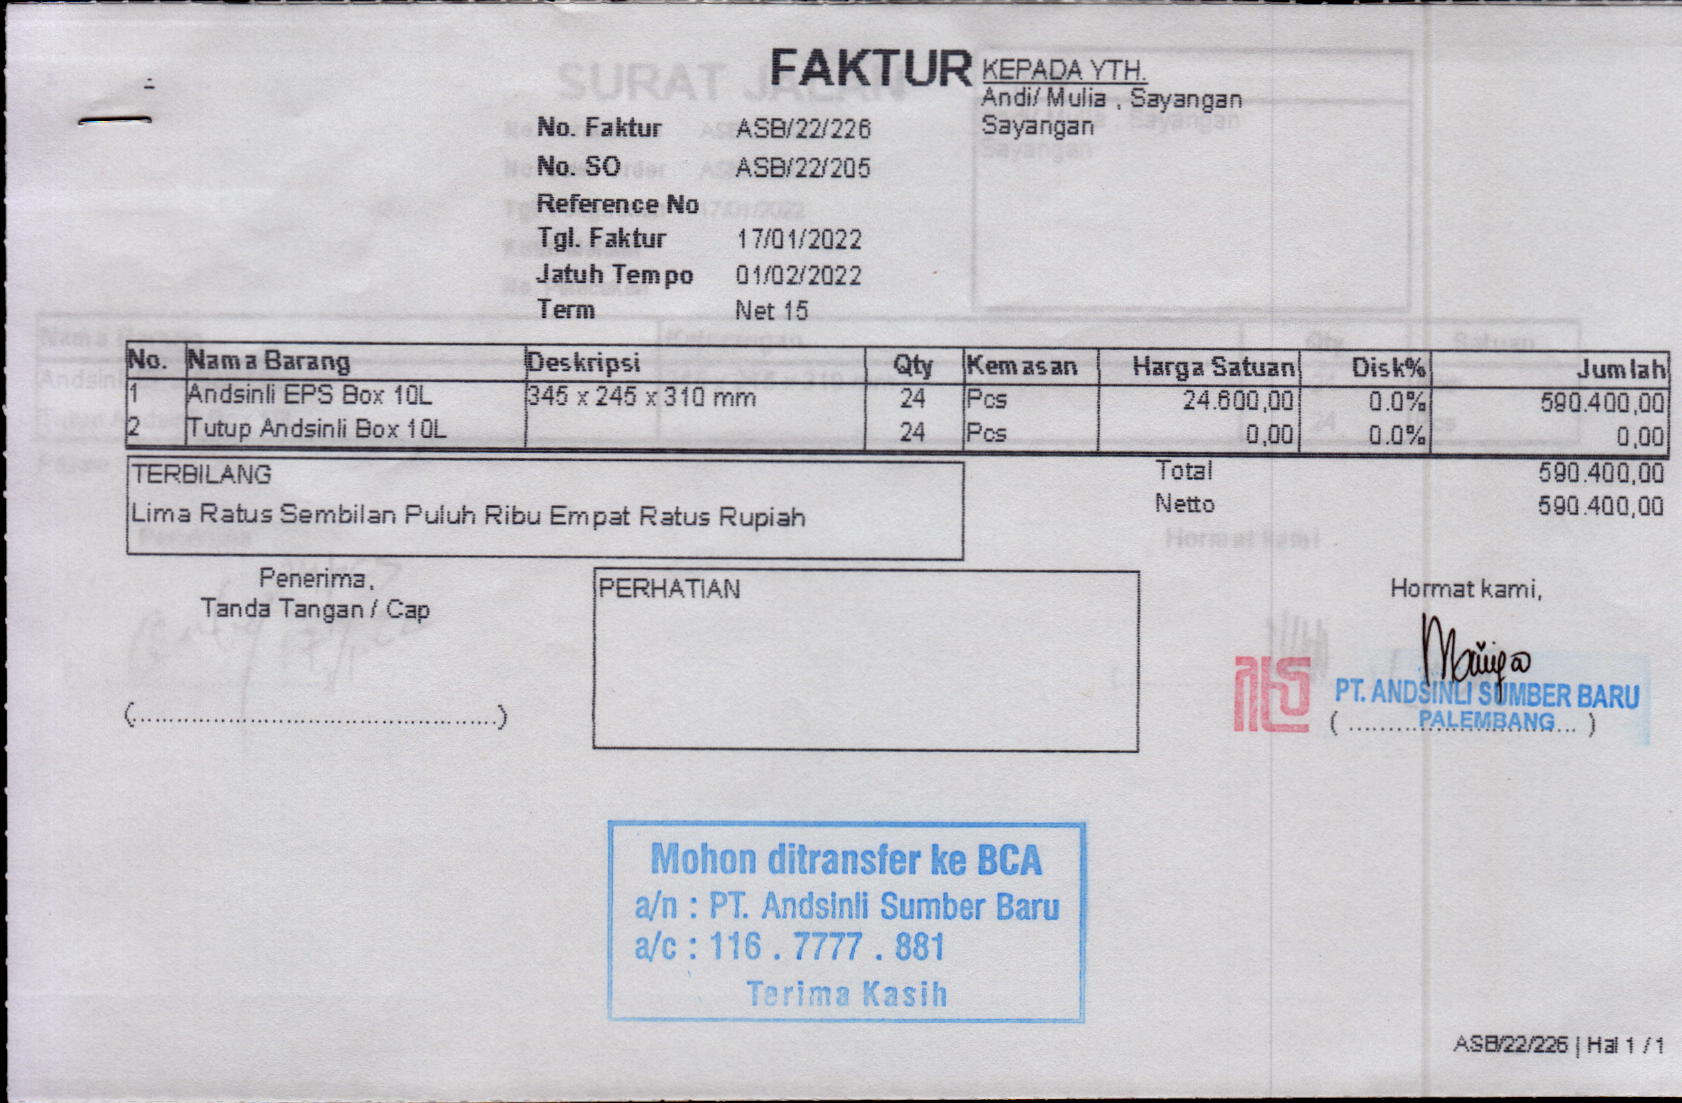 FAKTUR
KEPADA YTH.
Andi/ Mulia , Sayangan
Sayangan
No. Faktur ASB/22/226
No. SO ASB/22/205
Reference No
Tgl. Faktur 17/01/2022
Jatuh Tempo 01/02/2022
Term Net 15
No. Nama Barang Deskripsi Qty Kemasan Harga Satuan Disk% Jumlah
1 Andsinli EPS Box 10L 345 x 245 x 310 mm 24 Pcs 24.600,00 0.0% 590.400,00
2 Tutup Andsinli Box 10L 24 Pcs 0,00 0.0% 0,00
TERBILANG
Lima Ratus Sembilan Puluh Ribu Empat Ratus Rupiah
Total 590.400,00
Netto 590.400,00
Penerima,
Tanda Tangan / Cap
(................................................)
PERHATIAN
Hormat kami,
PT. ANDSINLI SUMBER BARU
PALEMBANG
Mohon ditransfer ke BCA
a/n : PT. Andsinli Sumber Baru
a/c : 116 . 7777 . 881
Terima Kasih
ASB/22/226 | Hal 1 / 1
SURAT JALAN